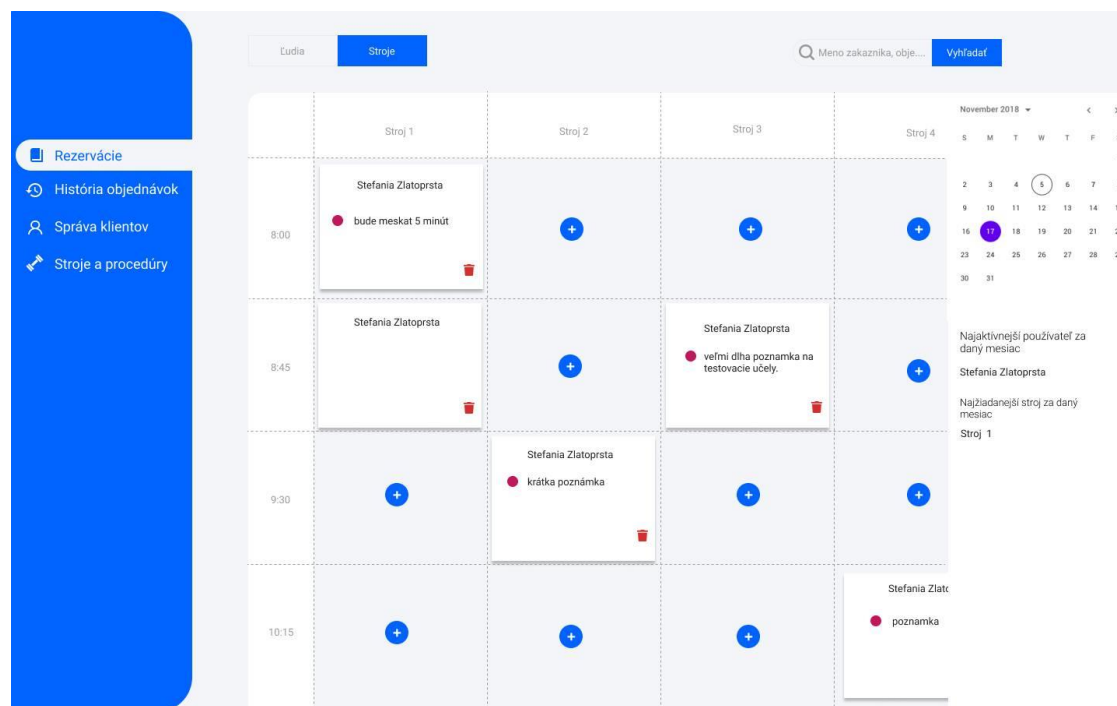 Ľudia
Stroje
Meno zakaznika, obje...
Vyhľadať
Rezervácie
História objednávok
Správa klientov
Stroje a procedúry
Stroj 1
Stroj 2
Stroj 3
Stroj 4
8:00
Stefania Zlatoprsta
bude meskat 5 minút
8:45
Stefania Zlatoprsta
Stefania Zlatoprsta
veľmi dlha poznamka na
testovacie učely.
9:30
Stefania Zlatoprsta
krátka poznámka
10:15
Stefania Zlato
poznamka
November 2018
S M T W T F
2 3 4 5 6 7
9 10 11 12 13 14
16 17 18 19 20 21
23 24 25 26 27 28
30 31
Najaktívnejší používateľ za
daný mesiac
Stefania Zlatoprsta
Najžiadanejší stroj za daný
mesiac
Stroj 1